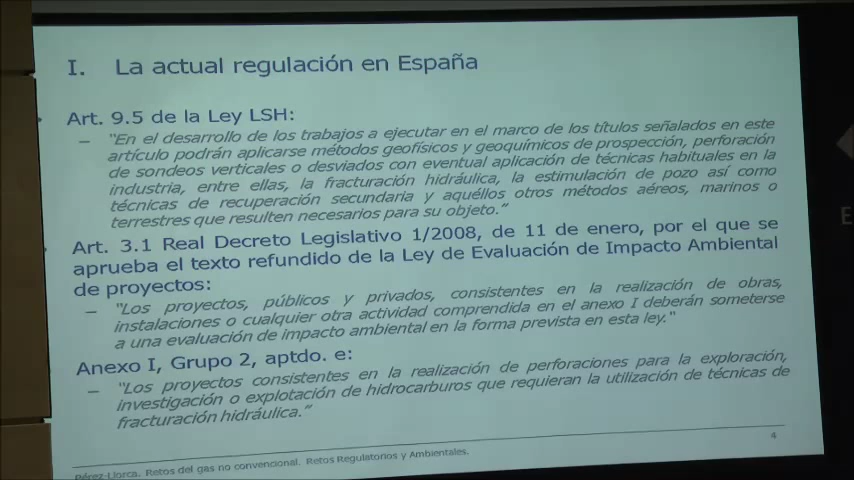 I. La actual regulación en España
Art. 9.5 de la Ley LSH:
– "En el desarrollo de los trabajos a ejecutar en el marco de los títulos señalados en este
artículo podrán aplicarse métodos geofísicos y geoquímicos de prospección, perforación
de sondeos verticales o desviados con eventual aplicación de técnicas habituales en la
industria, entre ellas, la fracturación hidráulica, la estimulación de pozo así como
técnicas de recuperación secundaria y aquéllos otros métodos aéreos, marinos o
terrestres que resulten necesarios para su objeto."
Art. 3.1 Real Decreto Legislativo 1/2008, de 11 de enero, por el que se
aprueba el texto refundido de la Ley de Evaluación de Impacto Ambiental
de proyectos:
– "Los proyectos, públicos y privados, consistentes en la realización de obras,
instalaciones o cualquier otra actividad comprendida en el anexo I deberán someterse
a una evaluación de impacto ambiental en la forma prevista en esta ley."
Anexo I, Grupo 2, aptdo. e:
– "Los proyectos consistentes en la realización de perforaciones para la exploración,
investigación o explotación de hidrocarburos que requieran la utilización de técnicas de
fracturación hidráulica."
4
Pérez-Llorca. Retos del gas no convencional. Retos Regulatorios y Ambientales.
E